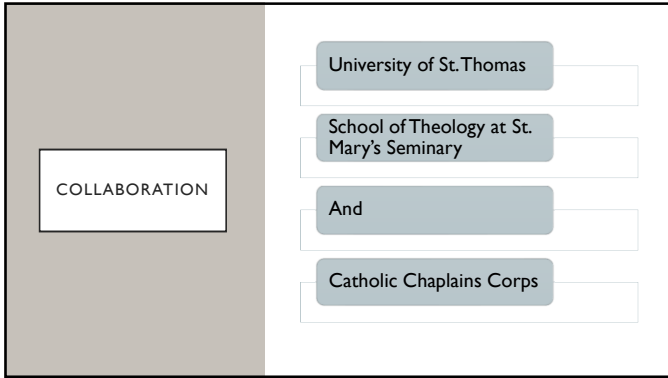 COLLABORATION
University of St. Thomas
School of Theology at St.
Mary's Seminary
And
Catholic Chaplains Corps